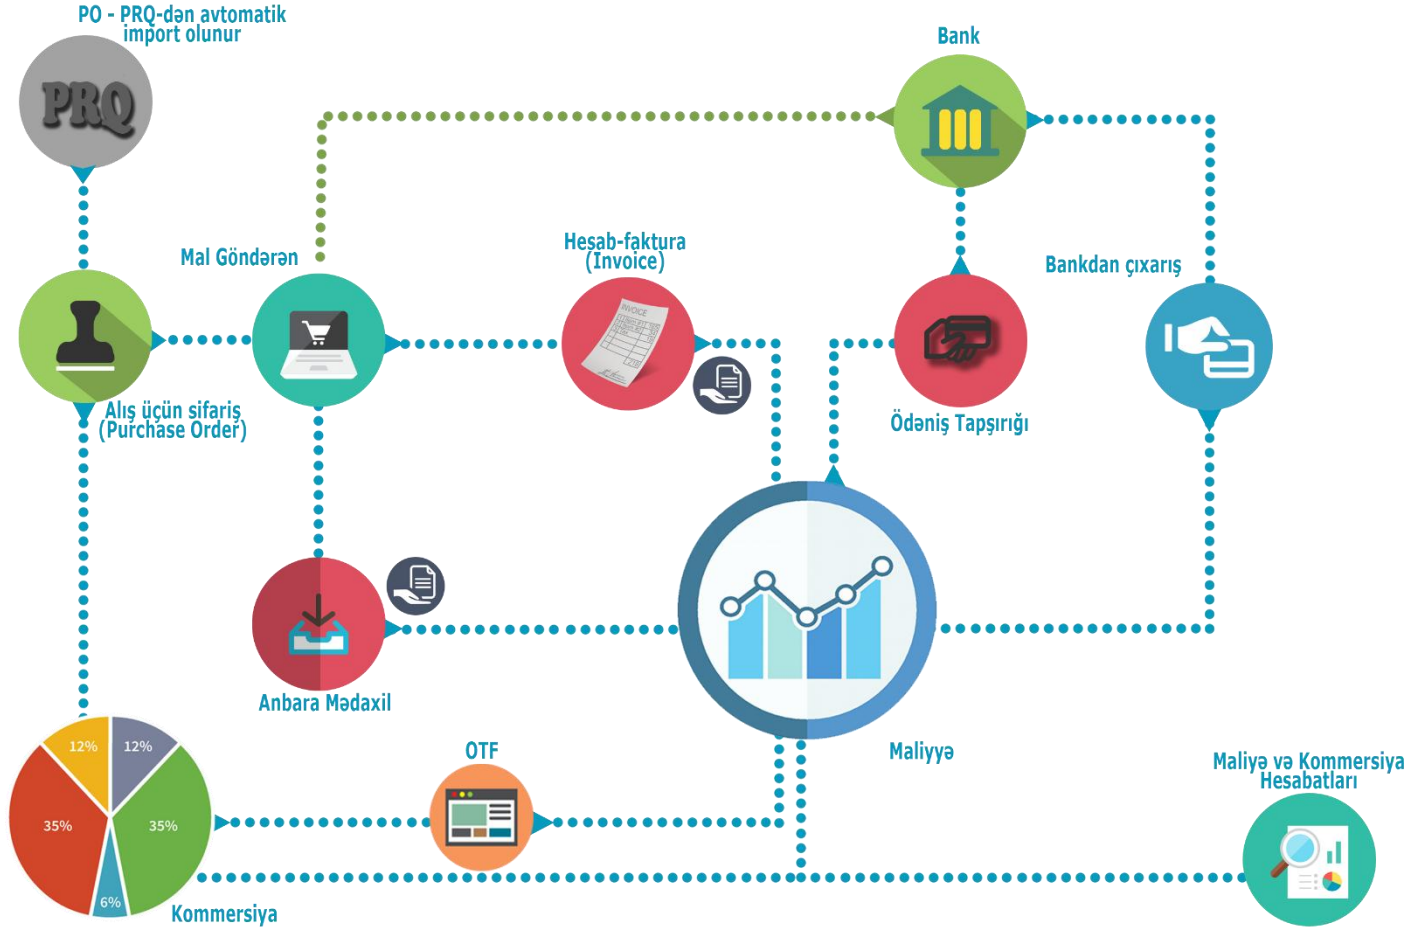 PO - PRQ-dən avtomatik
import olunur
PRQ
Bank
Mal Göndərən
Hesab-faktura
(Invoice)
INVOICE
Bankdan çıxarış
Alış üçün sifariş
(Purchase Order)
Ödəniş Tapşırığı
Anbara Mədaxil
OTF
Maliyyə
Maliyə və Kommersiya
Hesabatları
12%
12%
35%
35%
6%
Kommersiya